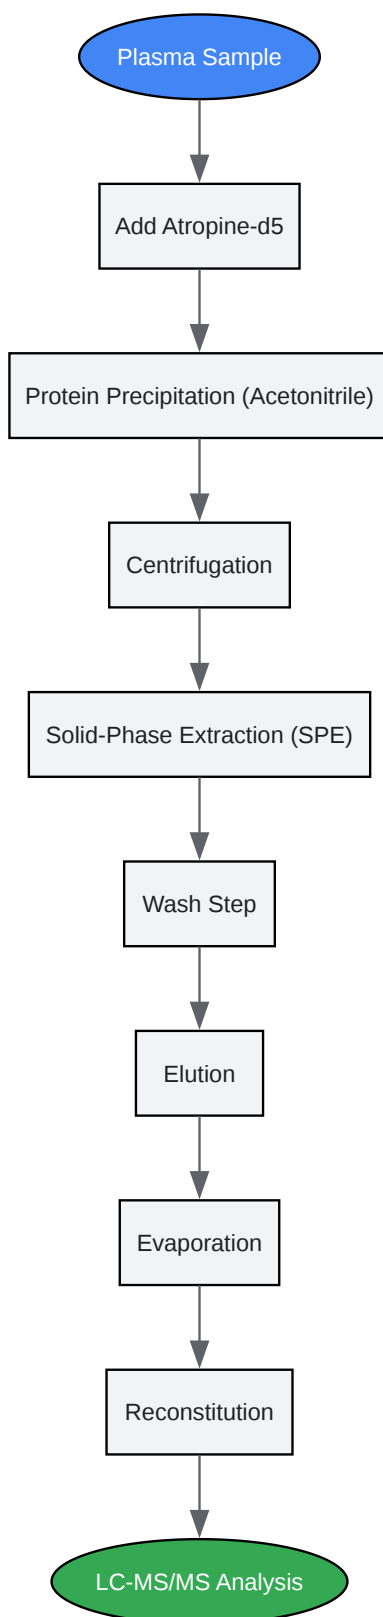 Plasma Sample
Add Atropine-d5
Protein Precipitation (Acetonitrile)
Centrifugation
Solid-Phase Extraction (SPE)
Wash Step
Elution
Evaporation
Reconstitution
LC-MS/MS Analysis